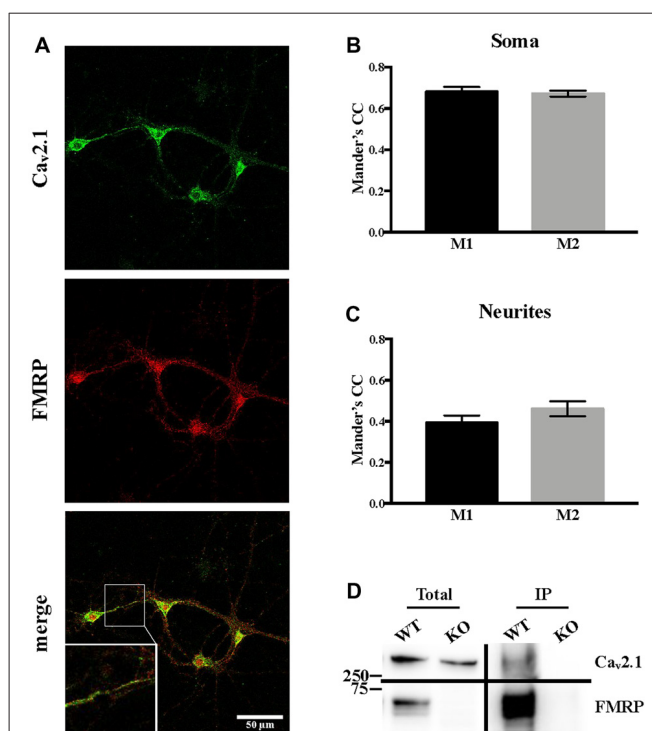 A
Cav2.1
FMRP
merge
50 µm
B
Soma
Mander's CC
0.8
0.6
0.4
0.2
0.0
M1
M2
C
Neurites
Mander's CC
0.8
0.6
0.4
0.2
0.0
M1
M2
D
Total
IP
WT
KO
WT
KO
250
75
Cav2.1
FMRP